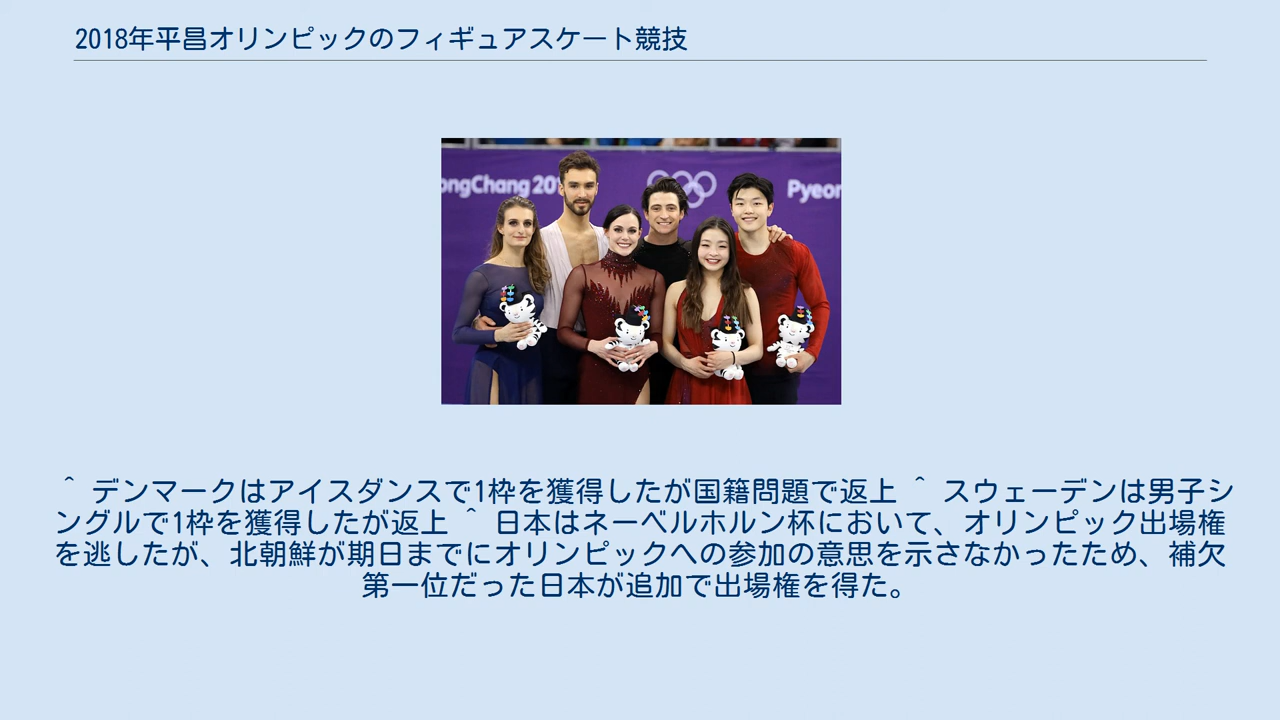 2018年平昌オリンピックのフィギュアスケート競技
ongChang 201
Pyeon
^ デンマークはアイスダンスで1枠を獲得したが国籍問題で返上 ^ スウェーデンは男子シ
ングルで1枠を獲得したが返上 ^ 日本はネーベルホルン杯において、オリンピック出場権
を逃したが、北朝鮮が期日までにオリンピックへの参加の意思を示さなかったため、補欠
第一位だった日本が追加で出場権を得た。